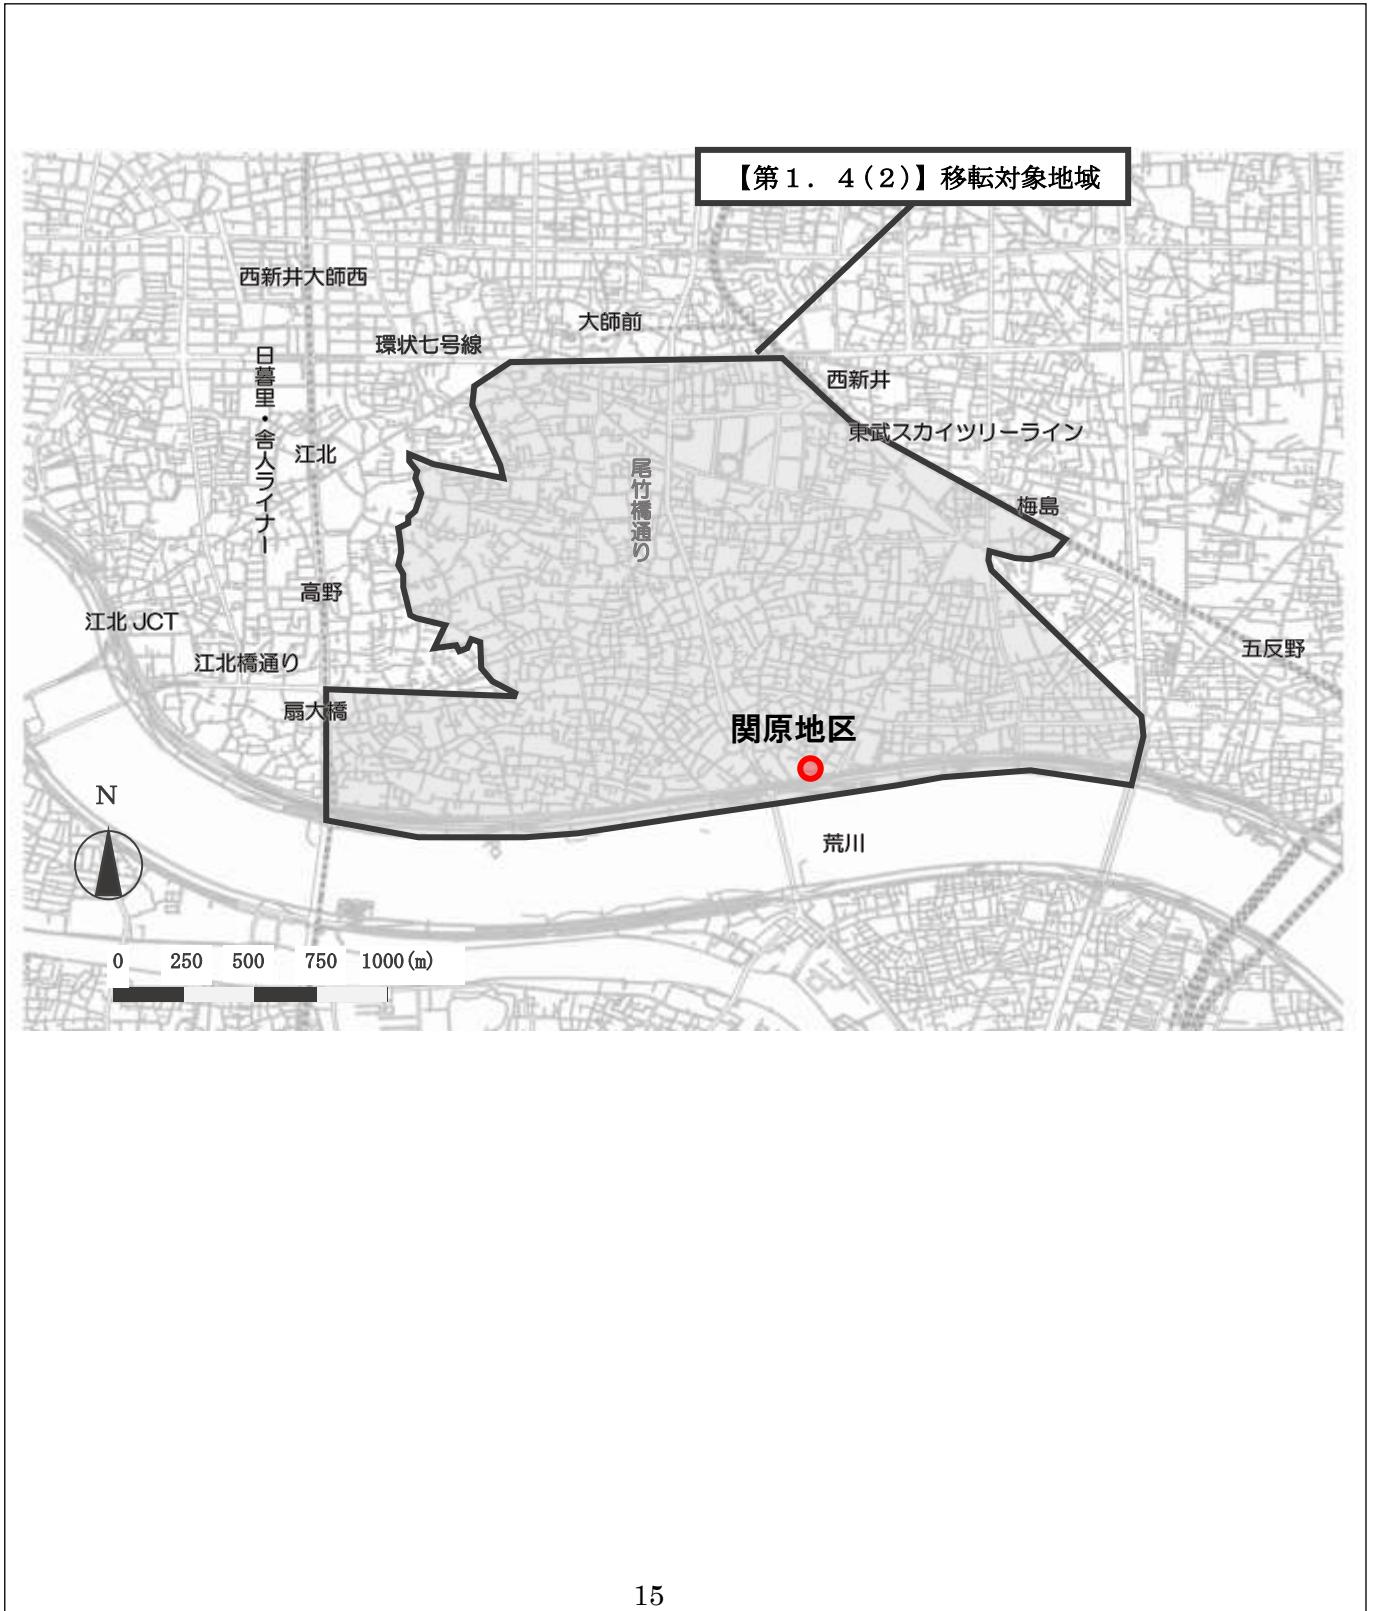 【第１．４(２)】移転対象地域
西新井大師西
大師前
環状七号線
日暮里・舎人ライナー
西新井
東武スカイツリーライン
江北
尾竹橋通り
梅島
高野
江北JCT
五反野
江北橋通り
扇大橋
関原地区
N
荒川
0 250 500 750 1000(m)
15